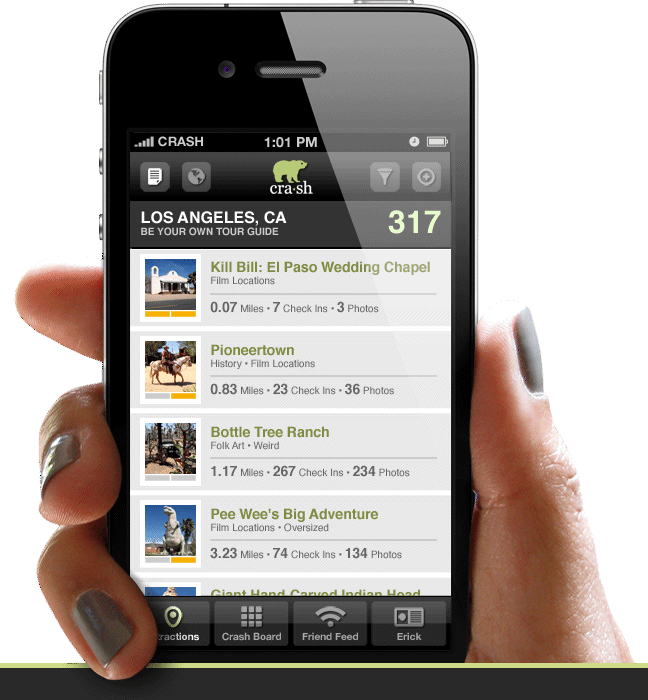 CRASH 1:01 PM
cra·sh
LOS ANGELES, CA 317
BE YOUR OWN TOUR GUIDE
Kill Bill: El Paso Wedding Chapel
Film Locations
0.07 Miles • 7 Check Ins • 3 Photos
Pioneertown
History • Film Locations
0.83 Miles • 23 Check Ins • 36 Photos
Bottle Tree Ranch
Folk Art • Weird
1.17 Miles • 267 Check Ins • 234 Photos
Pee Wee's Big Adventure
Film Locations • Oversized
3.23 Miles • 74 Check Ins • 134 Photos
Giant Hand-Carved Indian Head
tractions Crash Board Friend Feed Erick